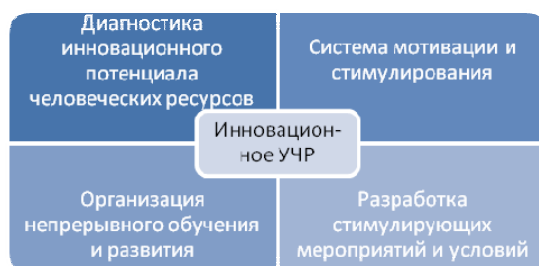 Диагностика
инновационного
потенциала
человеческих ресурсов
Система мотивации и
стимулирования
Инновацион-
ное УЧР
Организация
непрерывного обучения
и развития
Разработка
стимулирующих
мероприятий и условий